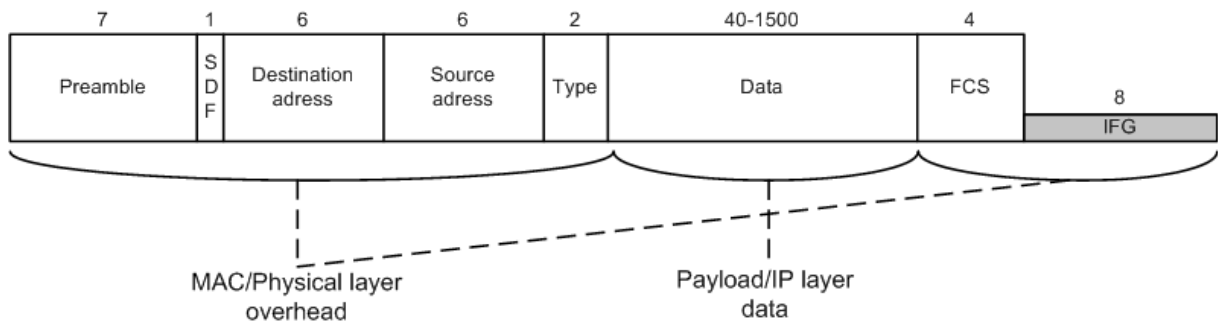 7 1 6 6 2 40-1500 4
Preamble
S
D
F
Destination
adress
Source
adress
Type
Data
FCS
8
IFG
MAC/Physical layer
overhead
Payload/IP layer
data